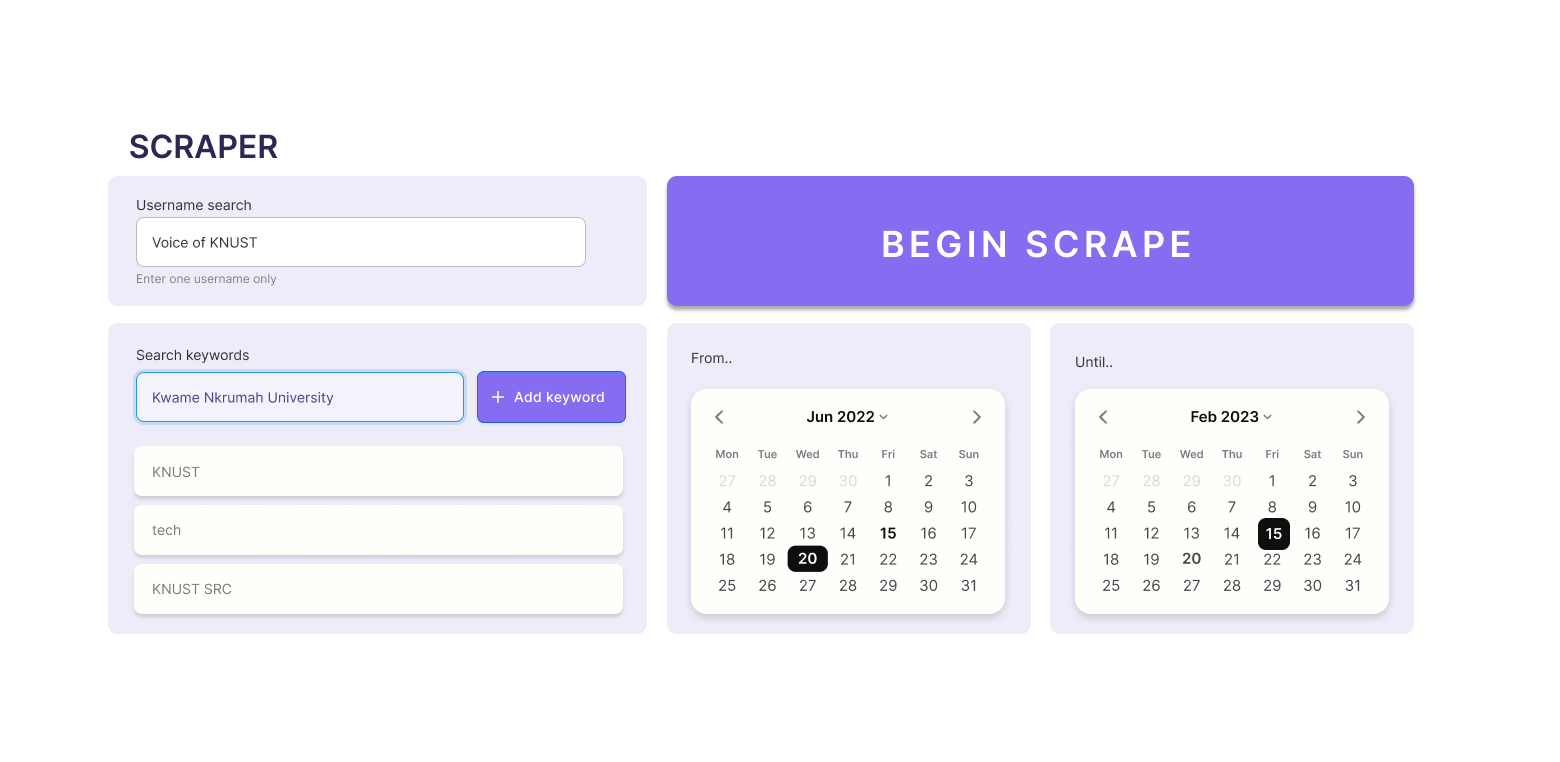 SCRAPER
Username search
Voice of KNUST
Enter one username only
BEGIN SCRAPE
Search keywords
Kwame Nkrumah University
+ Add keyword
KNUST
tech
KNUST SRC
From..
Jun 2022
Mon Tue Wed Thu Fri Sat Sun
27 28 29 30 1 2 3
4 5 6 7 8 9 10
11 12 13 14 15 16 17
18 19 20 21 22 23 24
25 26 27 28 29 30 31
Until..
Feb 2023
Mon Tue Wed Thu Fri Sat Sun
27 28 29 30 1 2 3
4 5 6 7 8 9 10
11 12 13 14 15 16 17
18 19 20 21 22 23 24
25 26 27 28 29 30 31